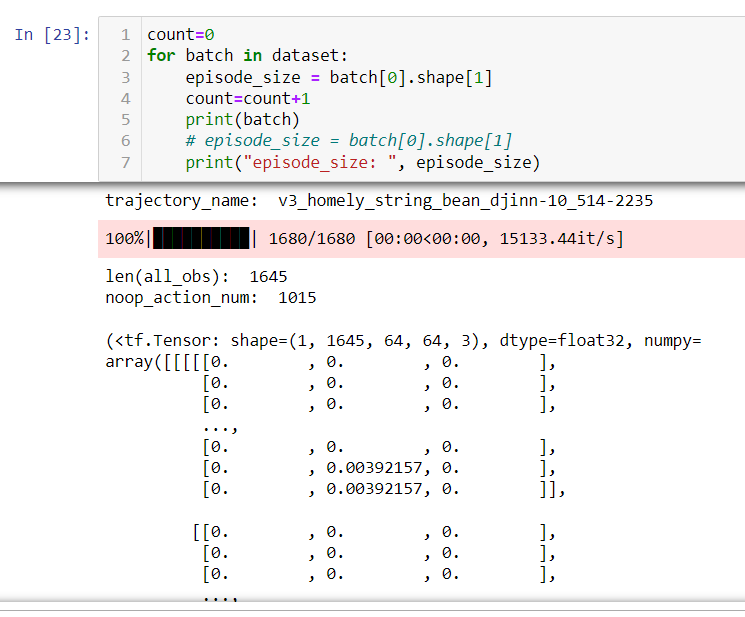 In [23]:
1 count=0
2 for batch in dataset:
3     episode_size = batch[0].shape[1]
4     count=count+1
5     print(batch)
6     # episode_size = batch[0].shape[1]
7     print("episode_size: ", episode_size)
trajectory_name:  v3_homely_string_bean_djinn-10_514-2235
100%|██████████| 1680/1680 [00:00<00:00, 15133.44it/s]
len(all_obs):  1645
noop_action_num:  1015
(<tf.Tensor: shape=(1, 1645, 64, 64, 3), dtype=float32, numpy=
array([[[[[0.        , 0.        , 0.        ],
          [0.        , 0.        , 0.        ],
          [0.        , 0.        , 0.        ],
          ...,
          [0.        , 0.        , 0.        ],
          [0.        , 0.00392157, 0.        ],
          [0.        , 0.00392157, 0.        ]],
         [[0.        , 0.        , 0.        ],
          [0.        , 0.        , 0.        ],
          [0.        , 0.        , 0.        ],
          ...,